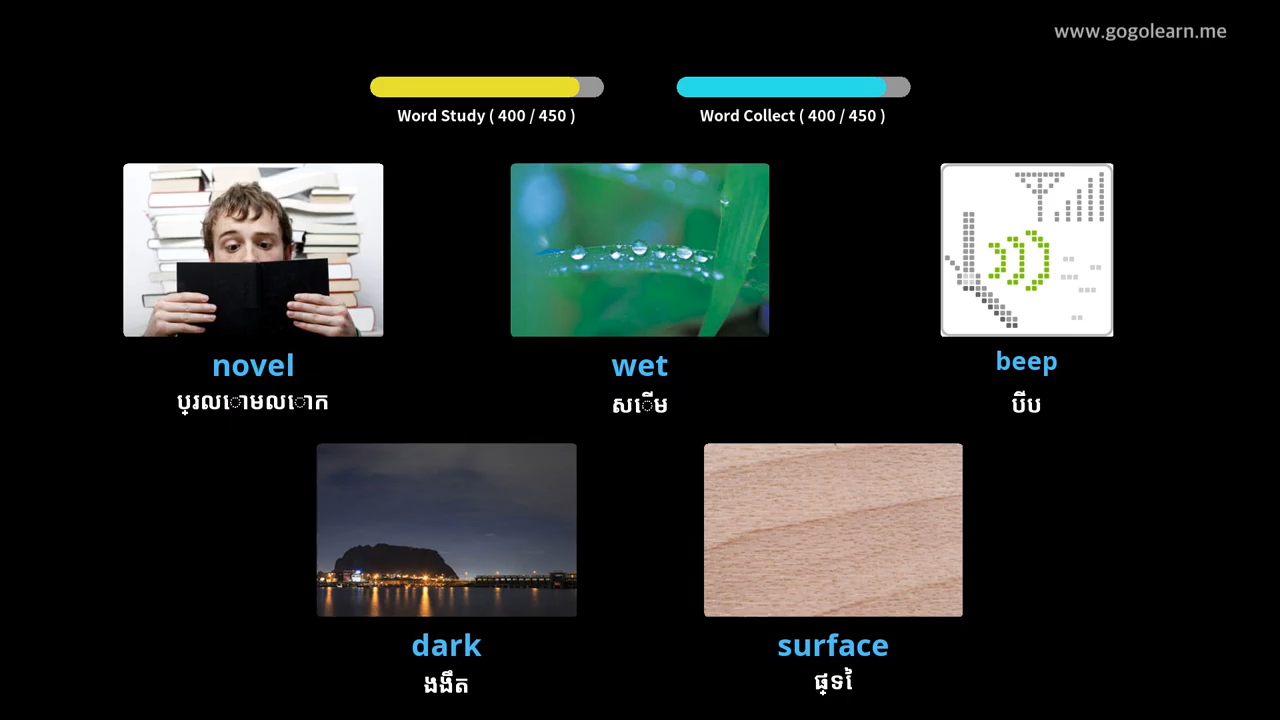 www.gogolearn.me
Word Study ( 400 / 450 )
Word Collect ( 400 / 450 )
novel
ប្រលោមលោក
wet
សើម
beep
ប៊ីប
dark
ងងឹត
surface
ផ្ទៃ